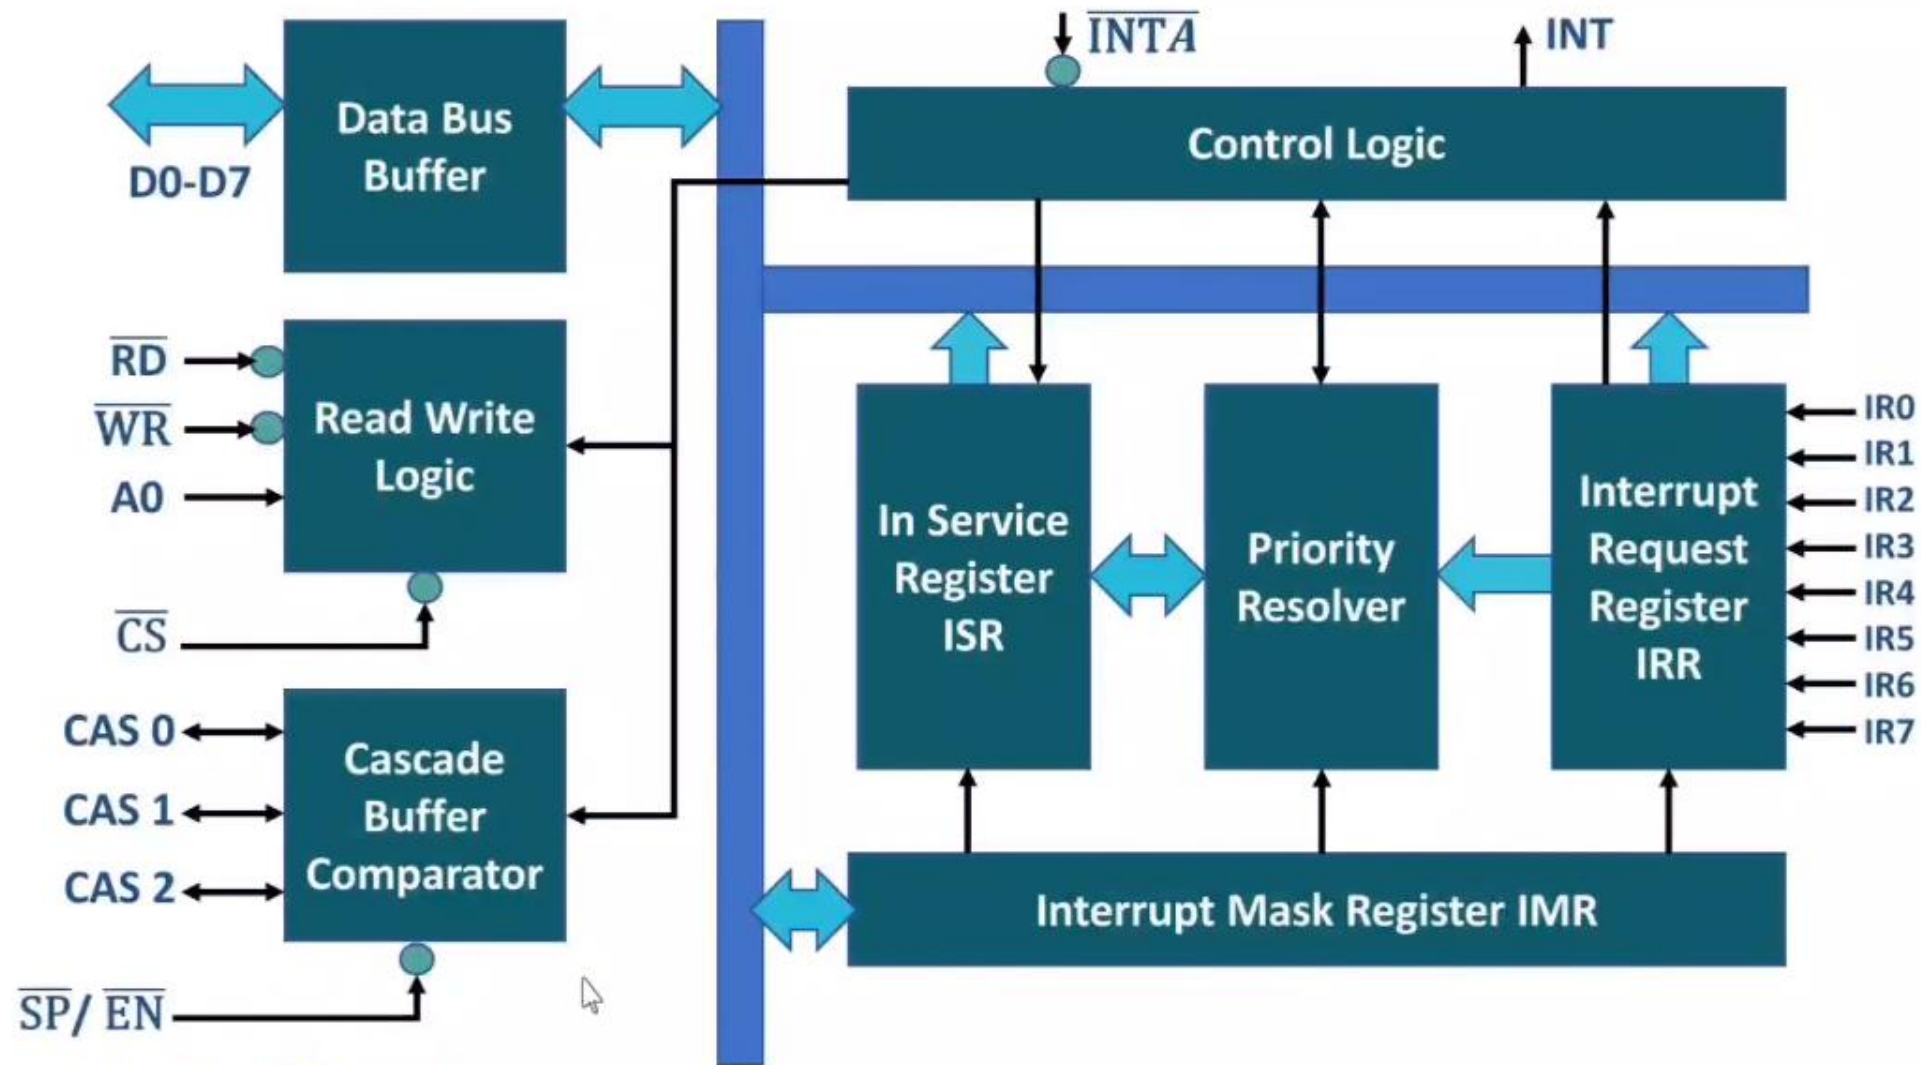 INTA
INT
Data Bus
Buffer
D0-D7
Control Logic
RD
WR
A0
Read Write
Logic
CS
CAS 0
CAS 1
CAS 2
Cascade
Buffer
Comparator
SP/ EN
In Service
Register
ISR
Priority
Resolver
Interrupt
Request
Register
IRR
IR0
IR1
IR2
IR3
IR4
IR5
IR6
IR7
Interrupt Mask Register IMR